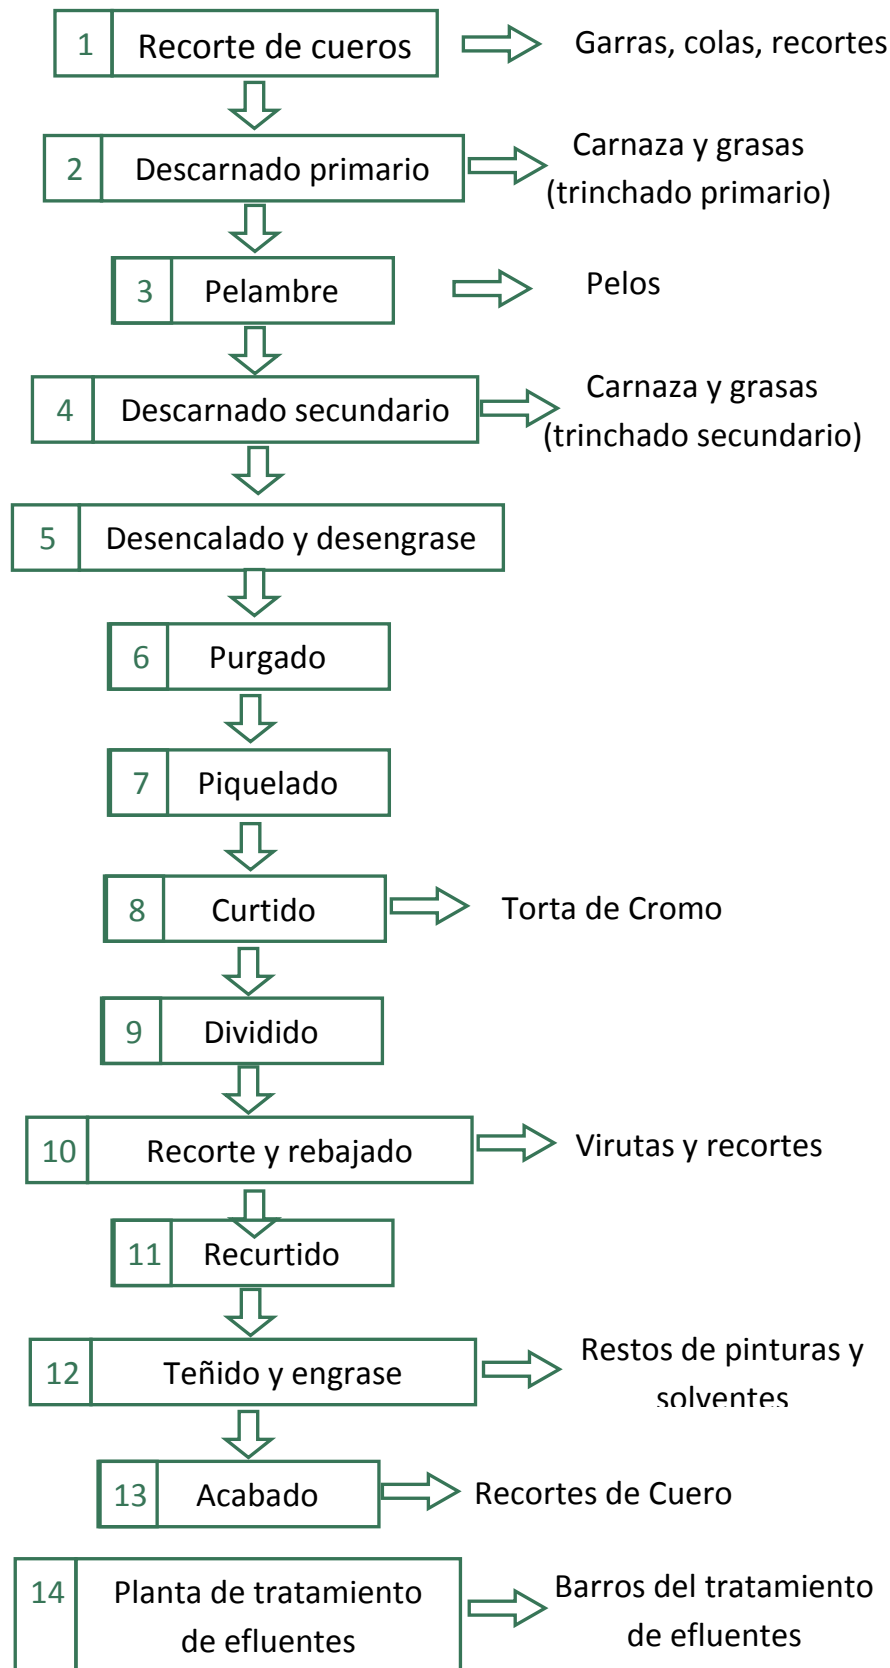 1 Recorte de cueros Garras, colas, recortes
2 Descarnado primario Carnaza y grasas
(trinchado primario)
3 Pelambre Pelos
4 Descarnado secundario Carnaza y grasas
(trinchado secundario)
5 Desencalado y desengrase
6 Purgado
7 Piquelado
8 Curtido Torta de Cromo
9 Dividido
10 Recorte y rebajado Virutas y recortes
11 Recurtido
12 Teñido y engrase Restos de pinturas y
solventes
13 Acabado Recortes de Cuero
14 Planta de tratamiento
de efluentes
Barros del tratamiento
de efluentes